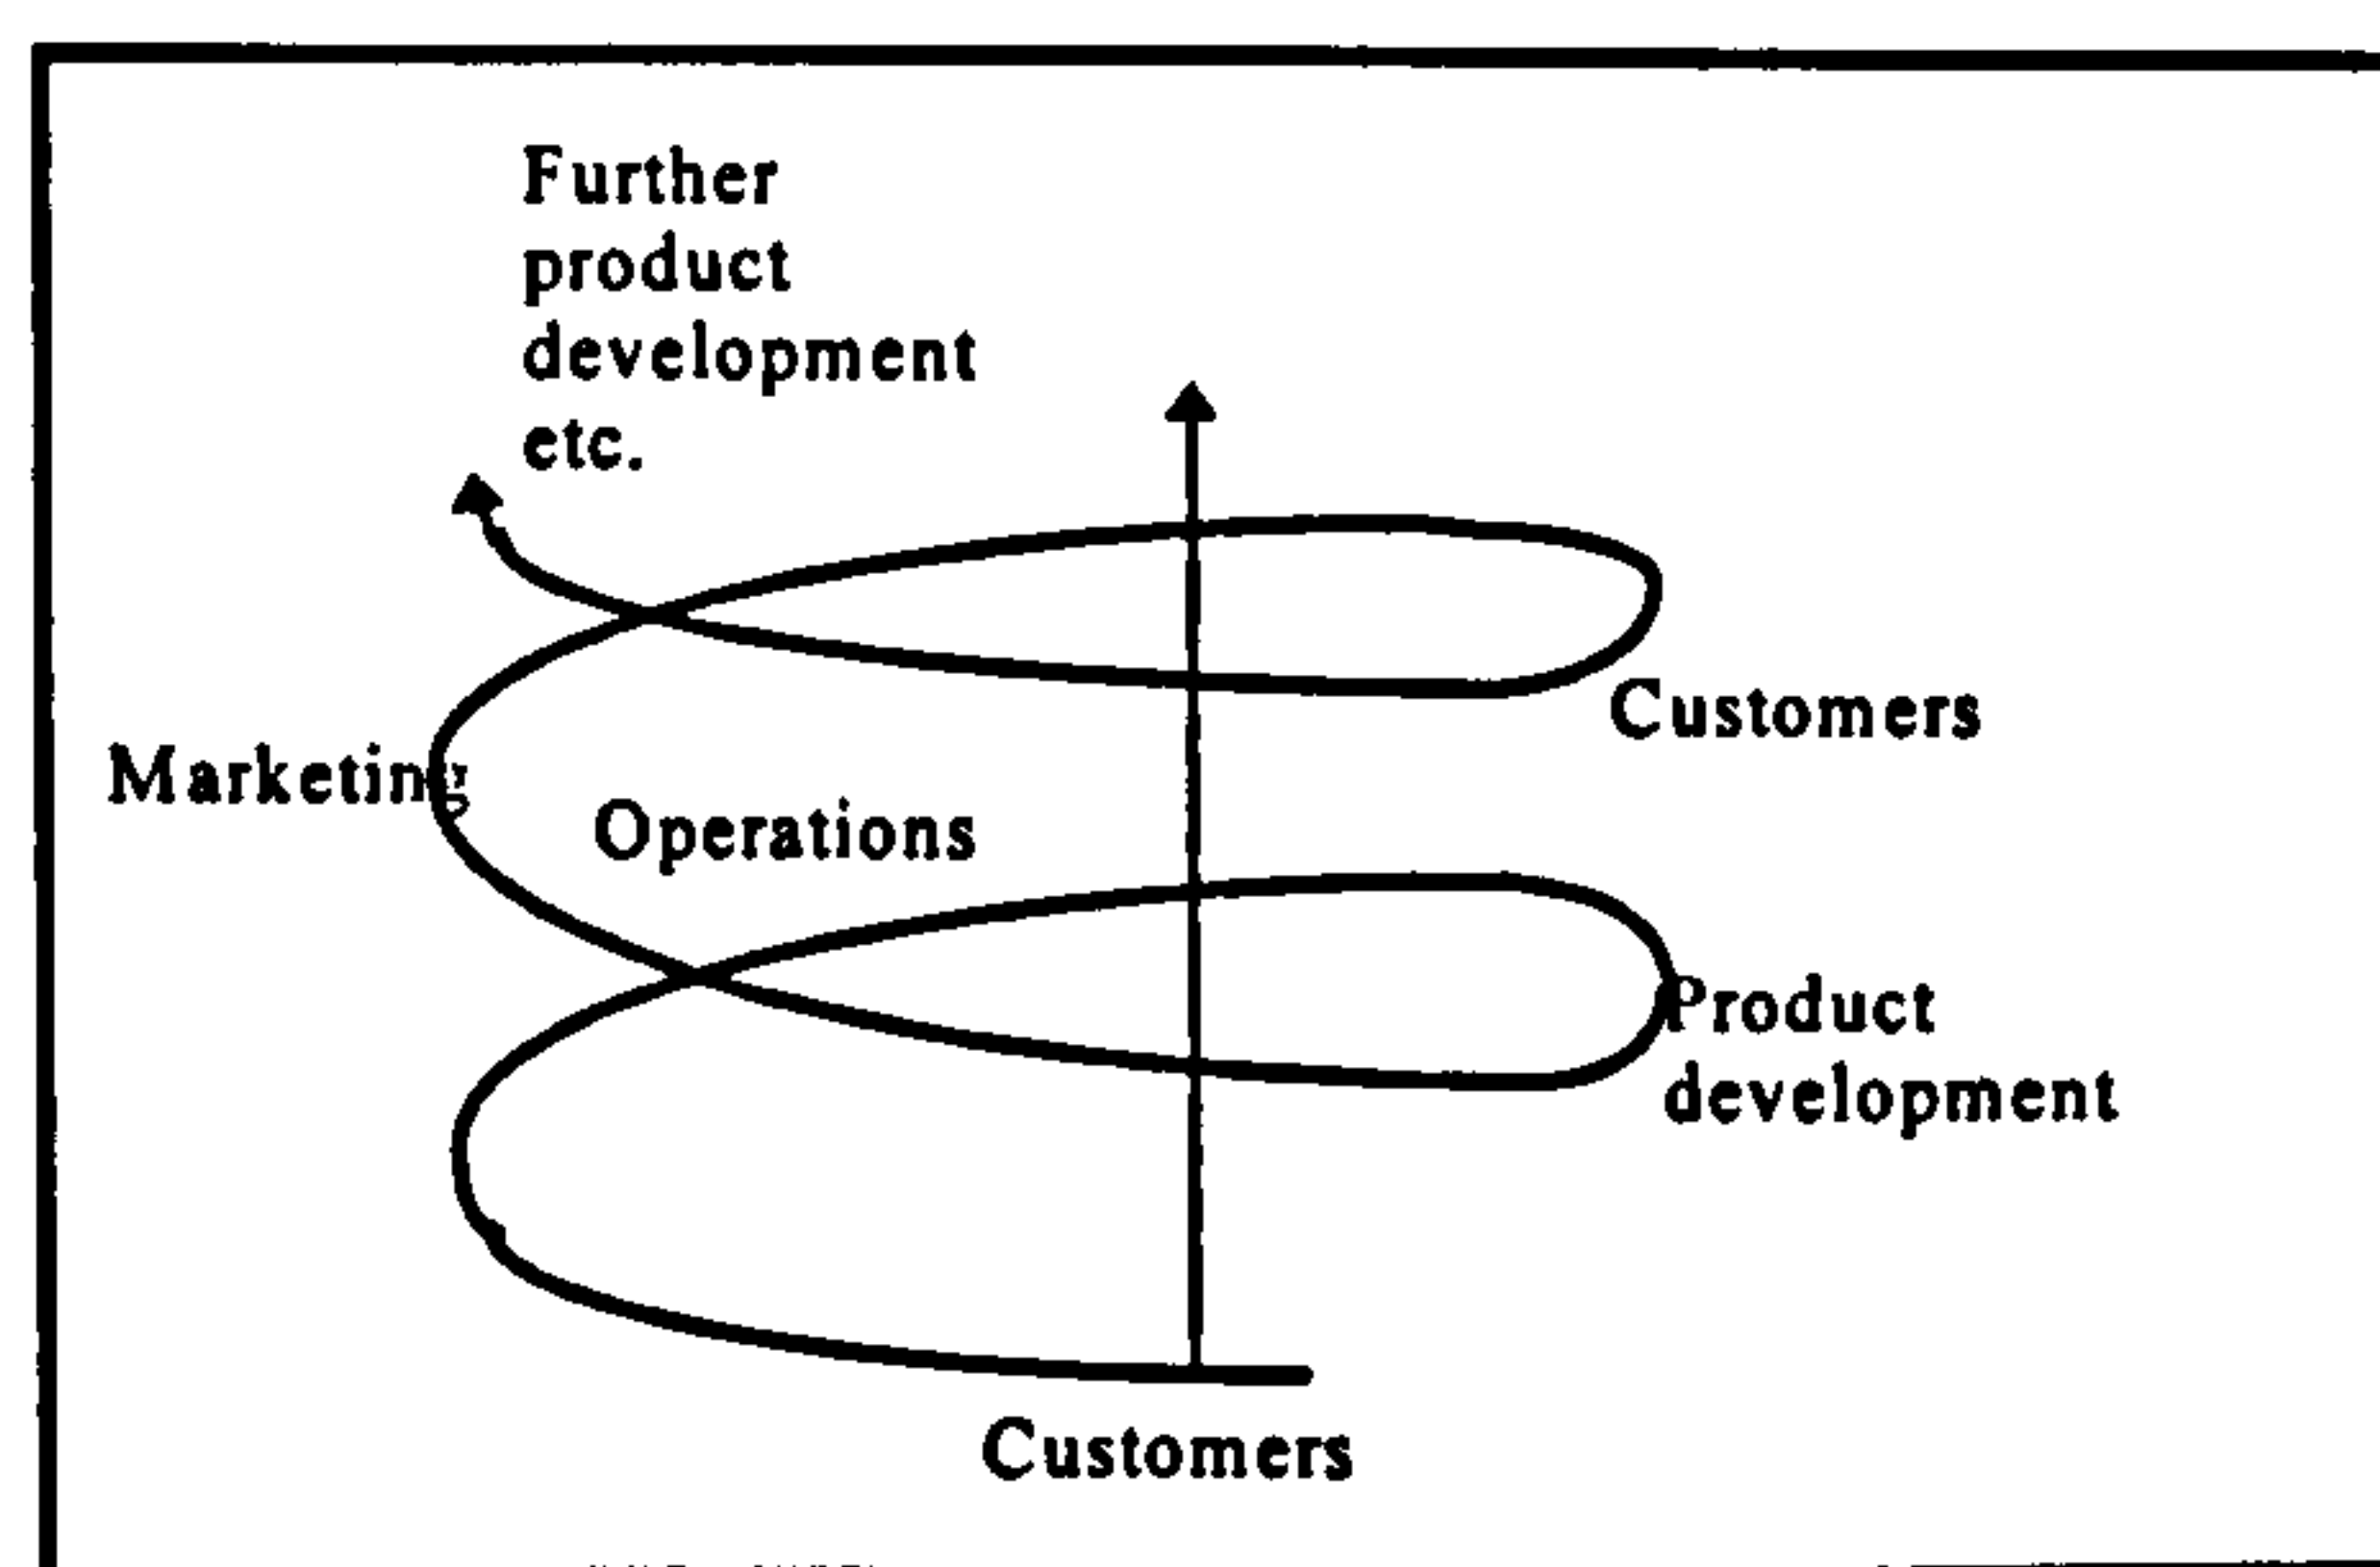 Further
product
development
etc.
Customers
Marketing
Operations
Product
development
Customers